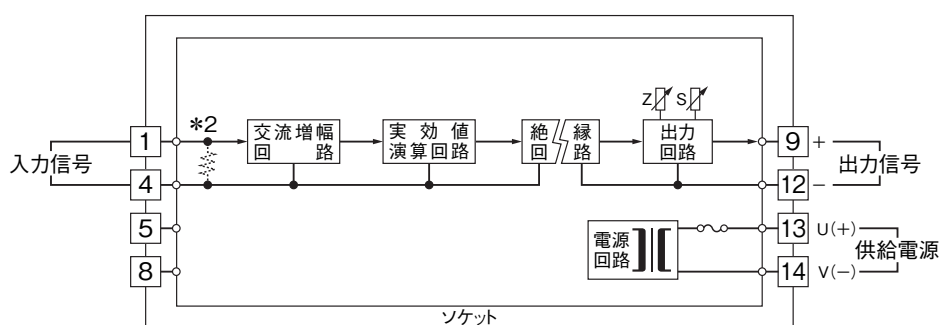 Z S
*2
1 交流増幅 実効値 絶 縁 出力 9 +
回路 演算回路 回 路 回路
入力信号 出力信号
4 12 −
5 電源 13 U(+)
回路 供給電源
8 14 V(−)
ソケット